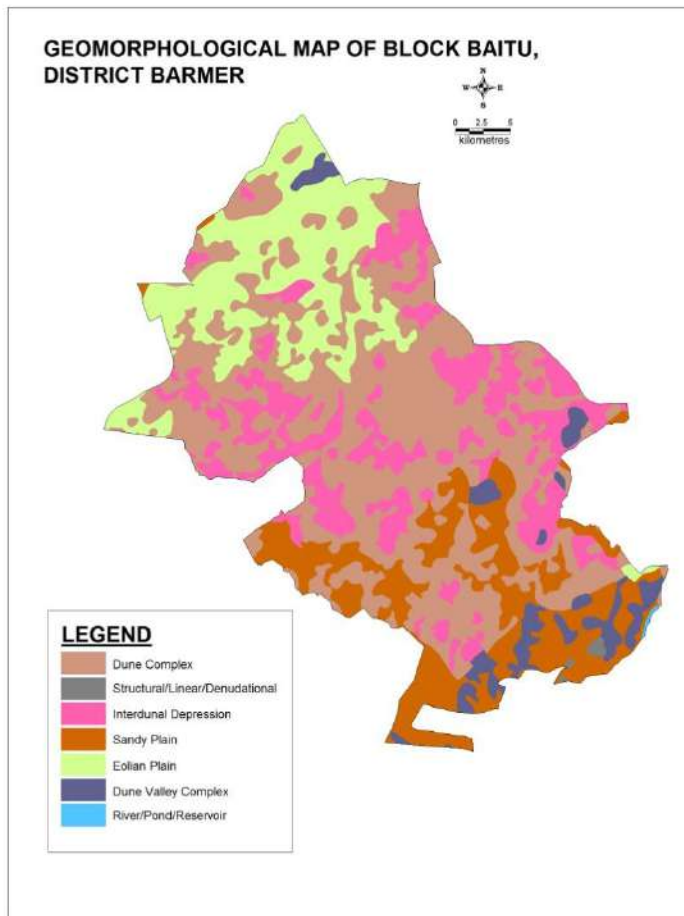 GEOMORPHOLOGICAL MAP OF BLOCK BAITU,
DISTRICT BARMER
N
W E
S
0 2.5 5
kilometres
LEGEND
Dune Complex
Structural/Linear/Denudational
Interdunal Depression
Sandy Plain
Eolian Plain
Dune Valley Complex
River/Pond/Reservoir